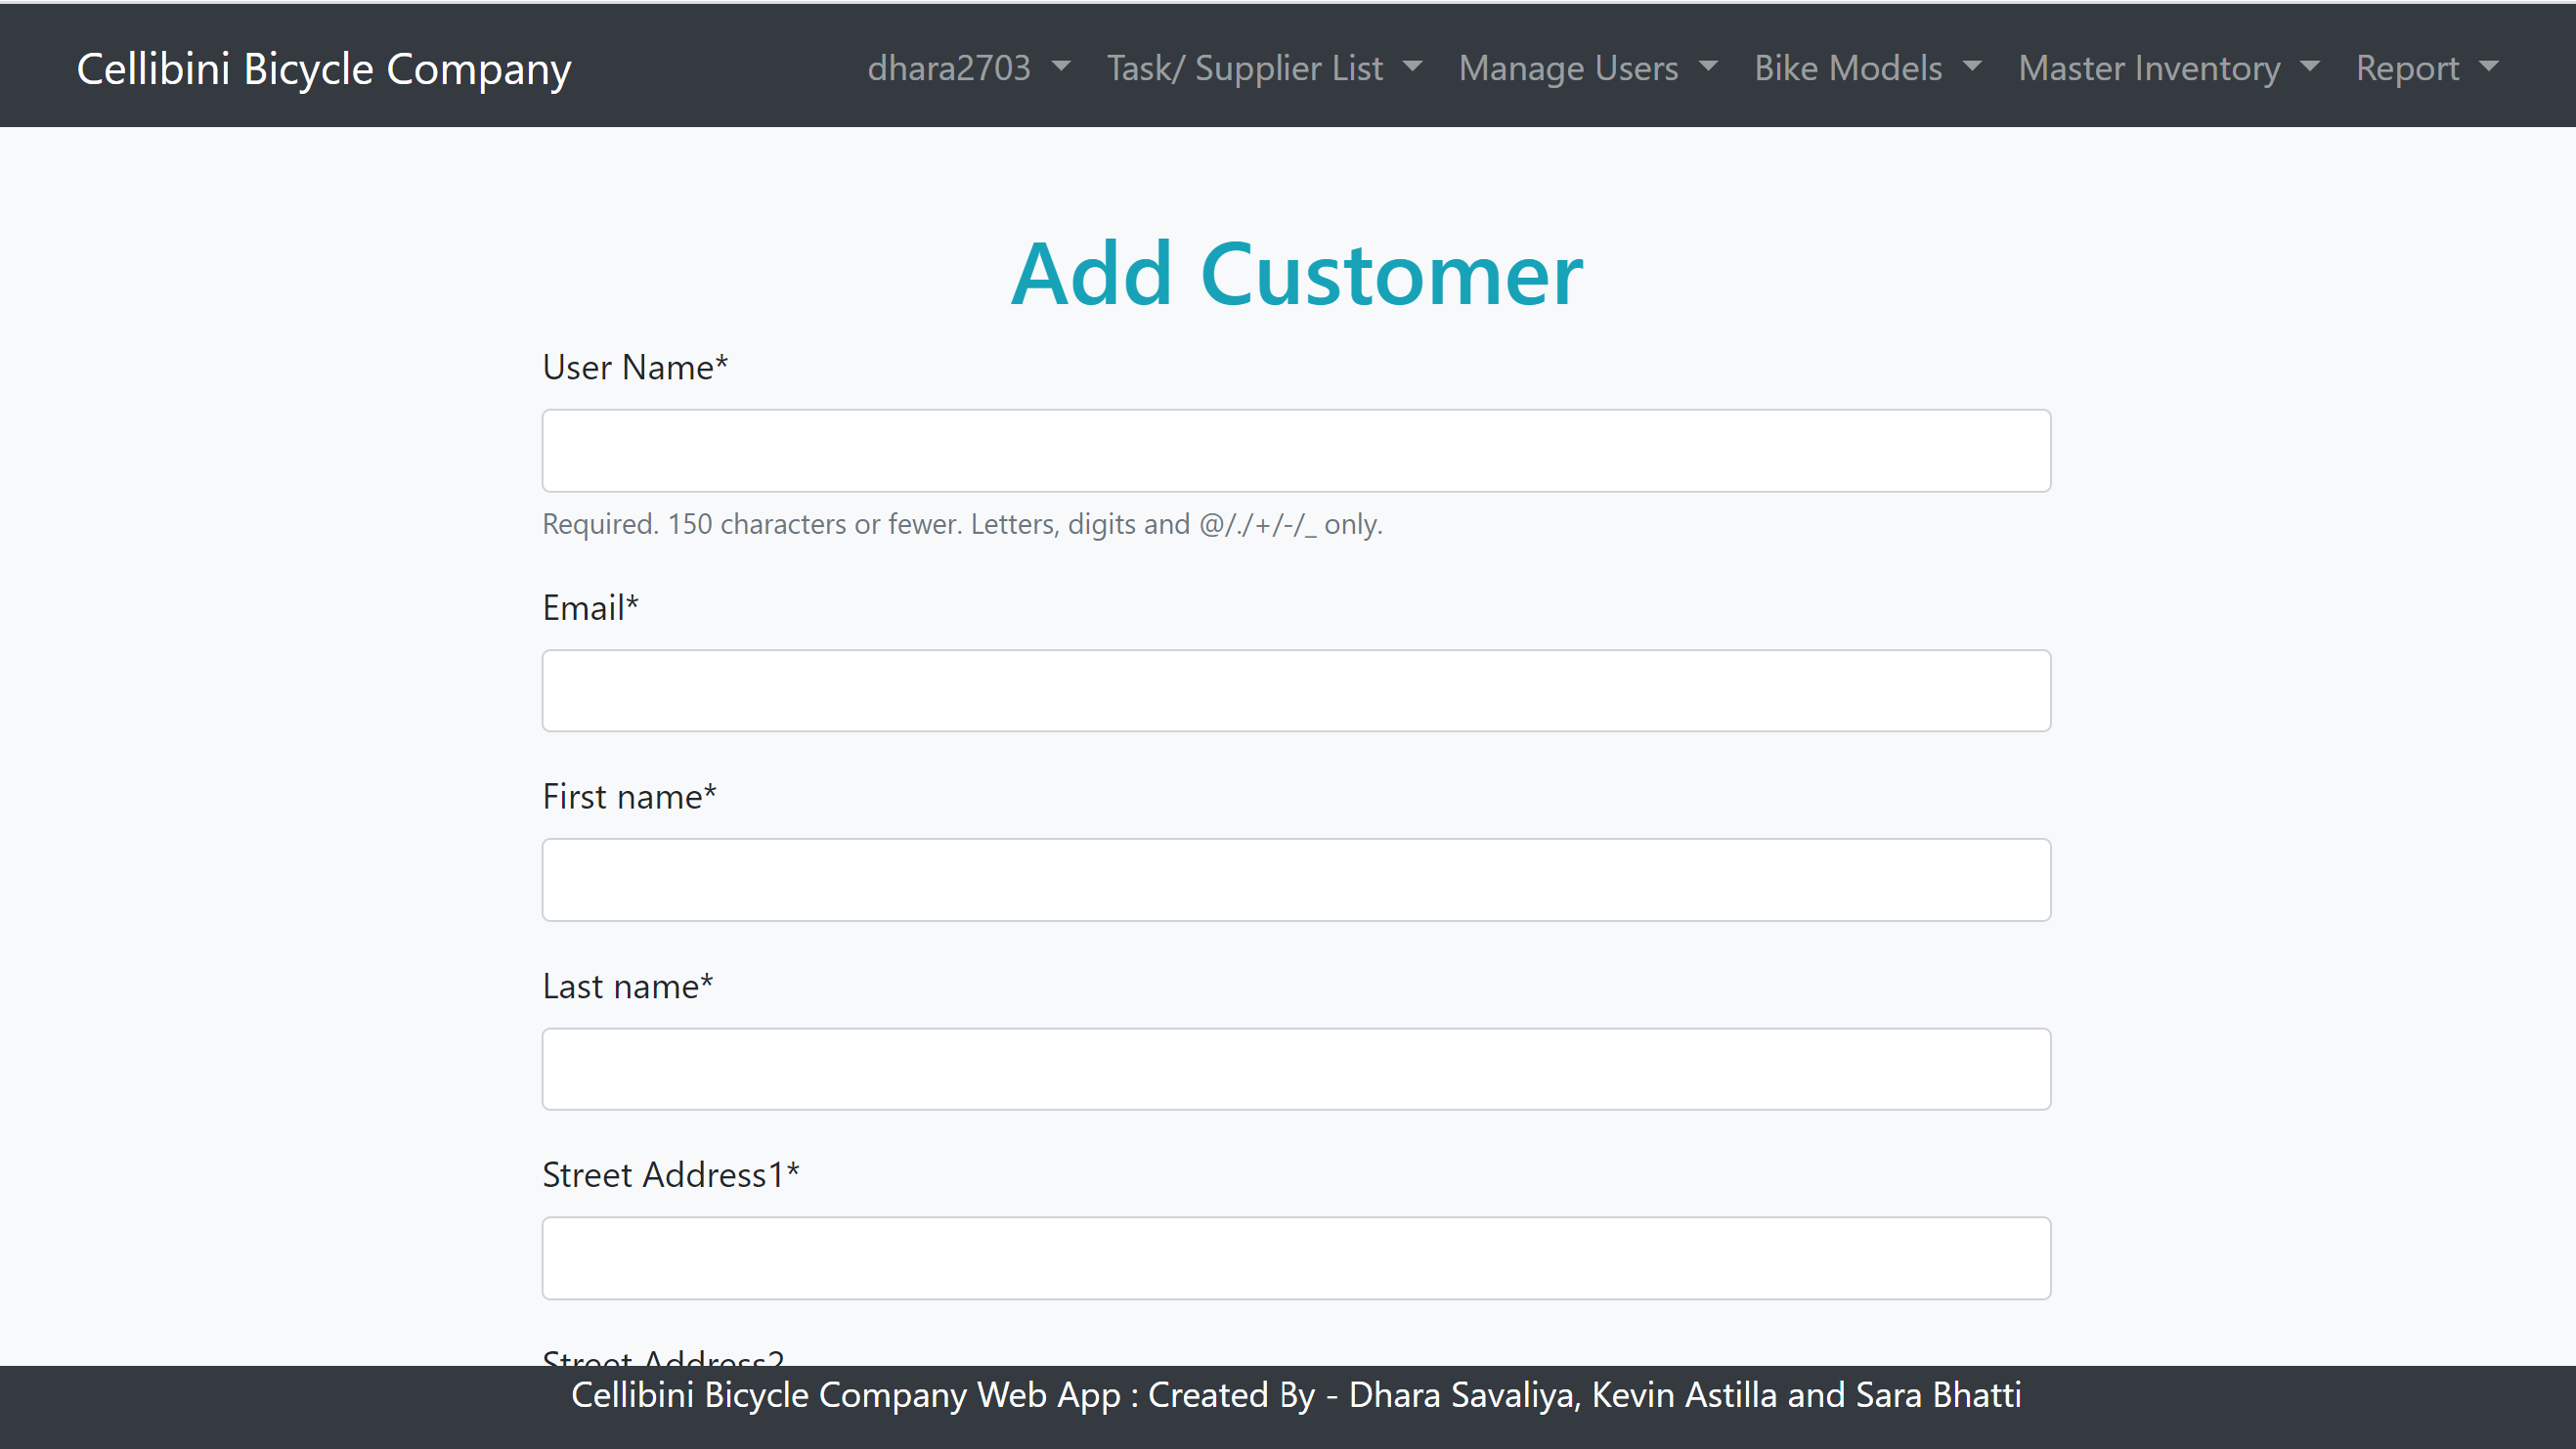 Cellibini Bicycle Company dhara2703 Task/ Supplier List Manage Users Bike Models Master Inventory Report
Add Customer
User Name*
Required. 150 characters or fewer. Letters, digits and @/./+/-/_ only.
Email*
First name*
Last name*
Street Address1*
Street Address2
Cellibini Bicycle Company Web App : Created By - Dhara Savaliya, Kevin Astilla and Sara Bhatti